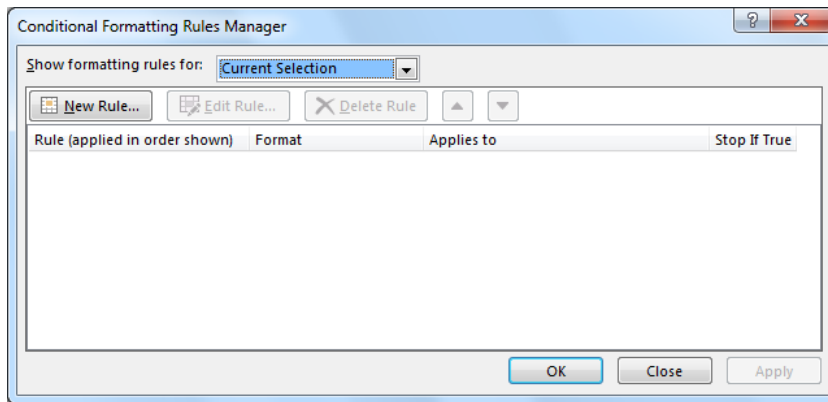 Conditional Formatting Rules Manager
Show formatting rules for: Current Selection
New Rule... Edit Rule... Delete Rule
Rule (applied in order shown) Format Applies to Stop If True
OK Close Apply